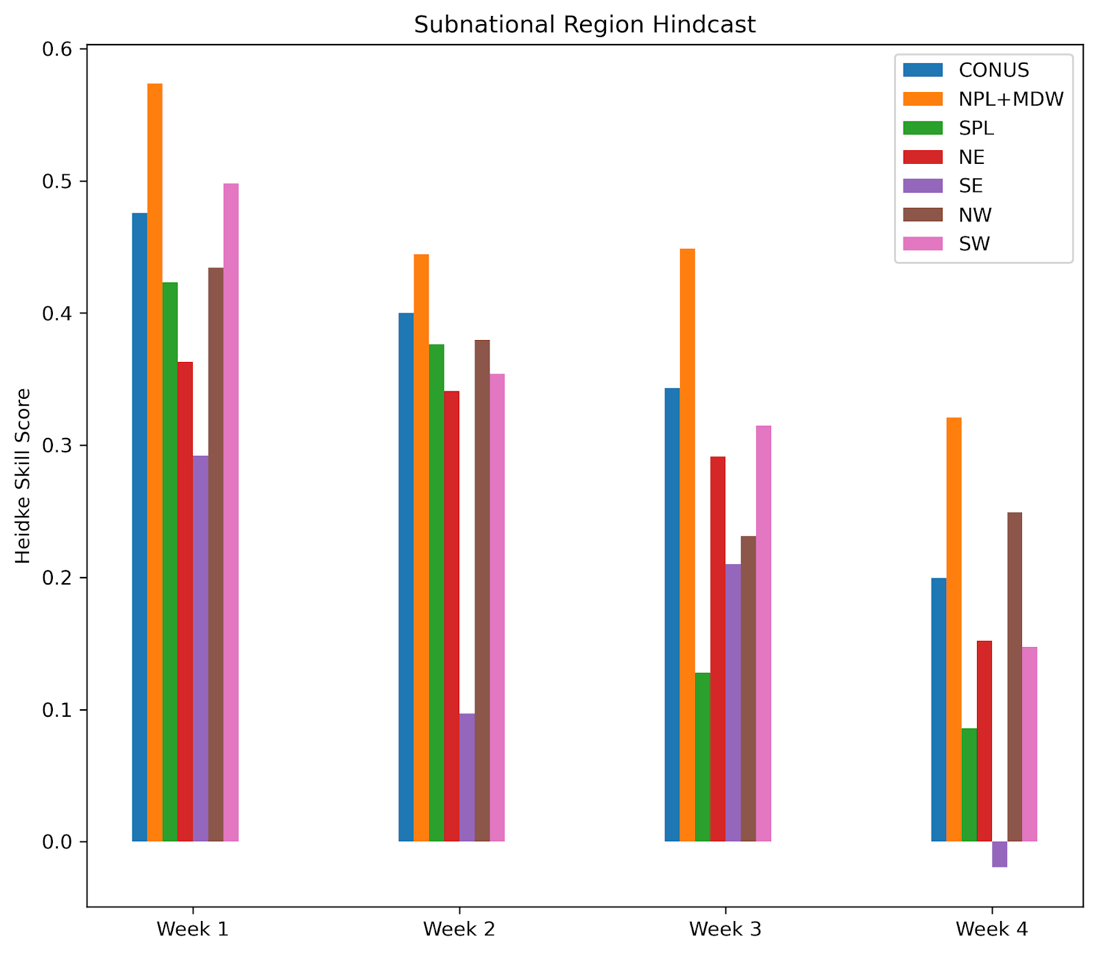 Subnational Region Hindcast
Heidke Skill Score
0.6
0.5
0.4
0.3
0.2
0.1
0.0
Week 1
Week 2
Week 3
Week 4
CONUS
NPL+MDW
SPL
NE
SE
NW
SW